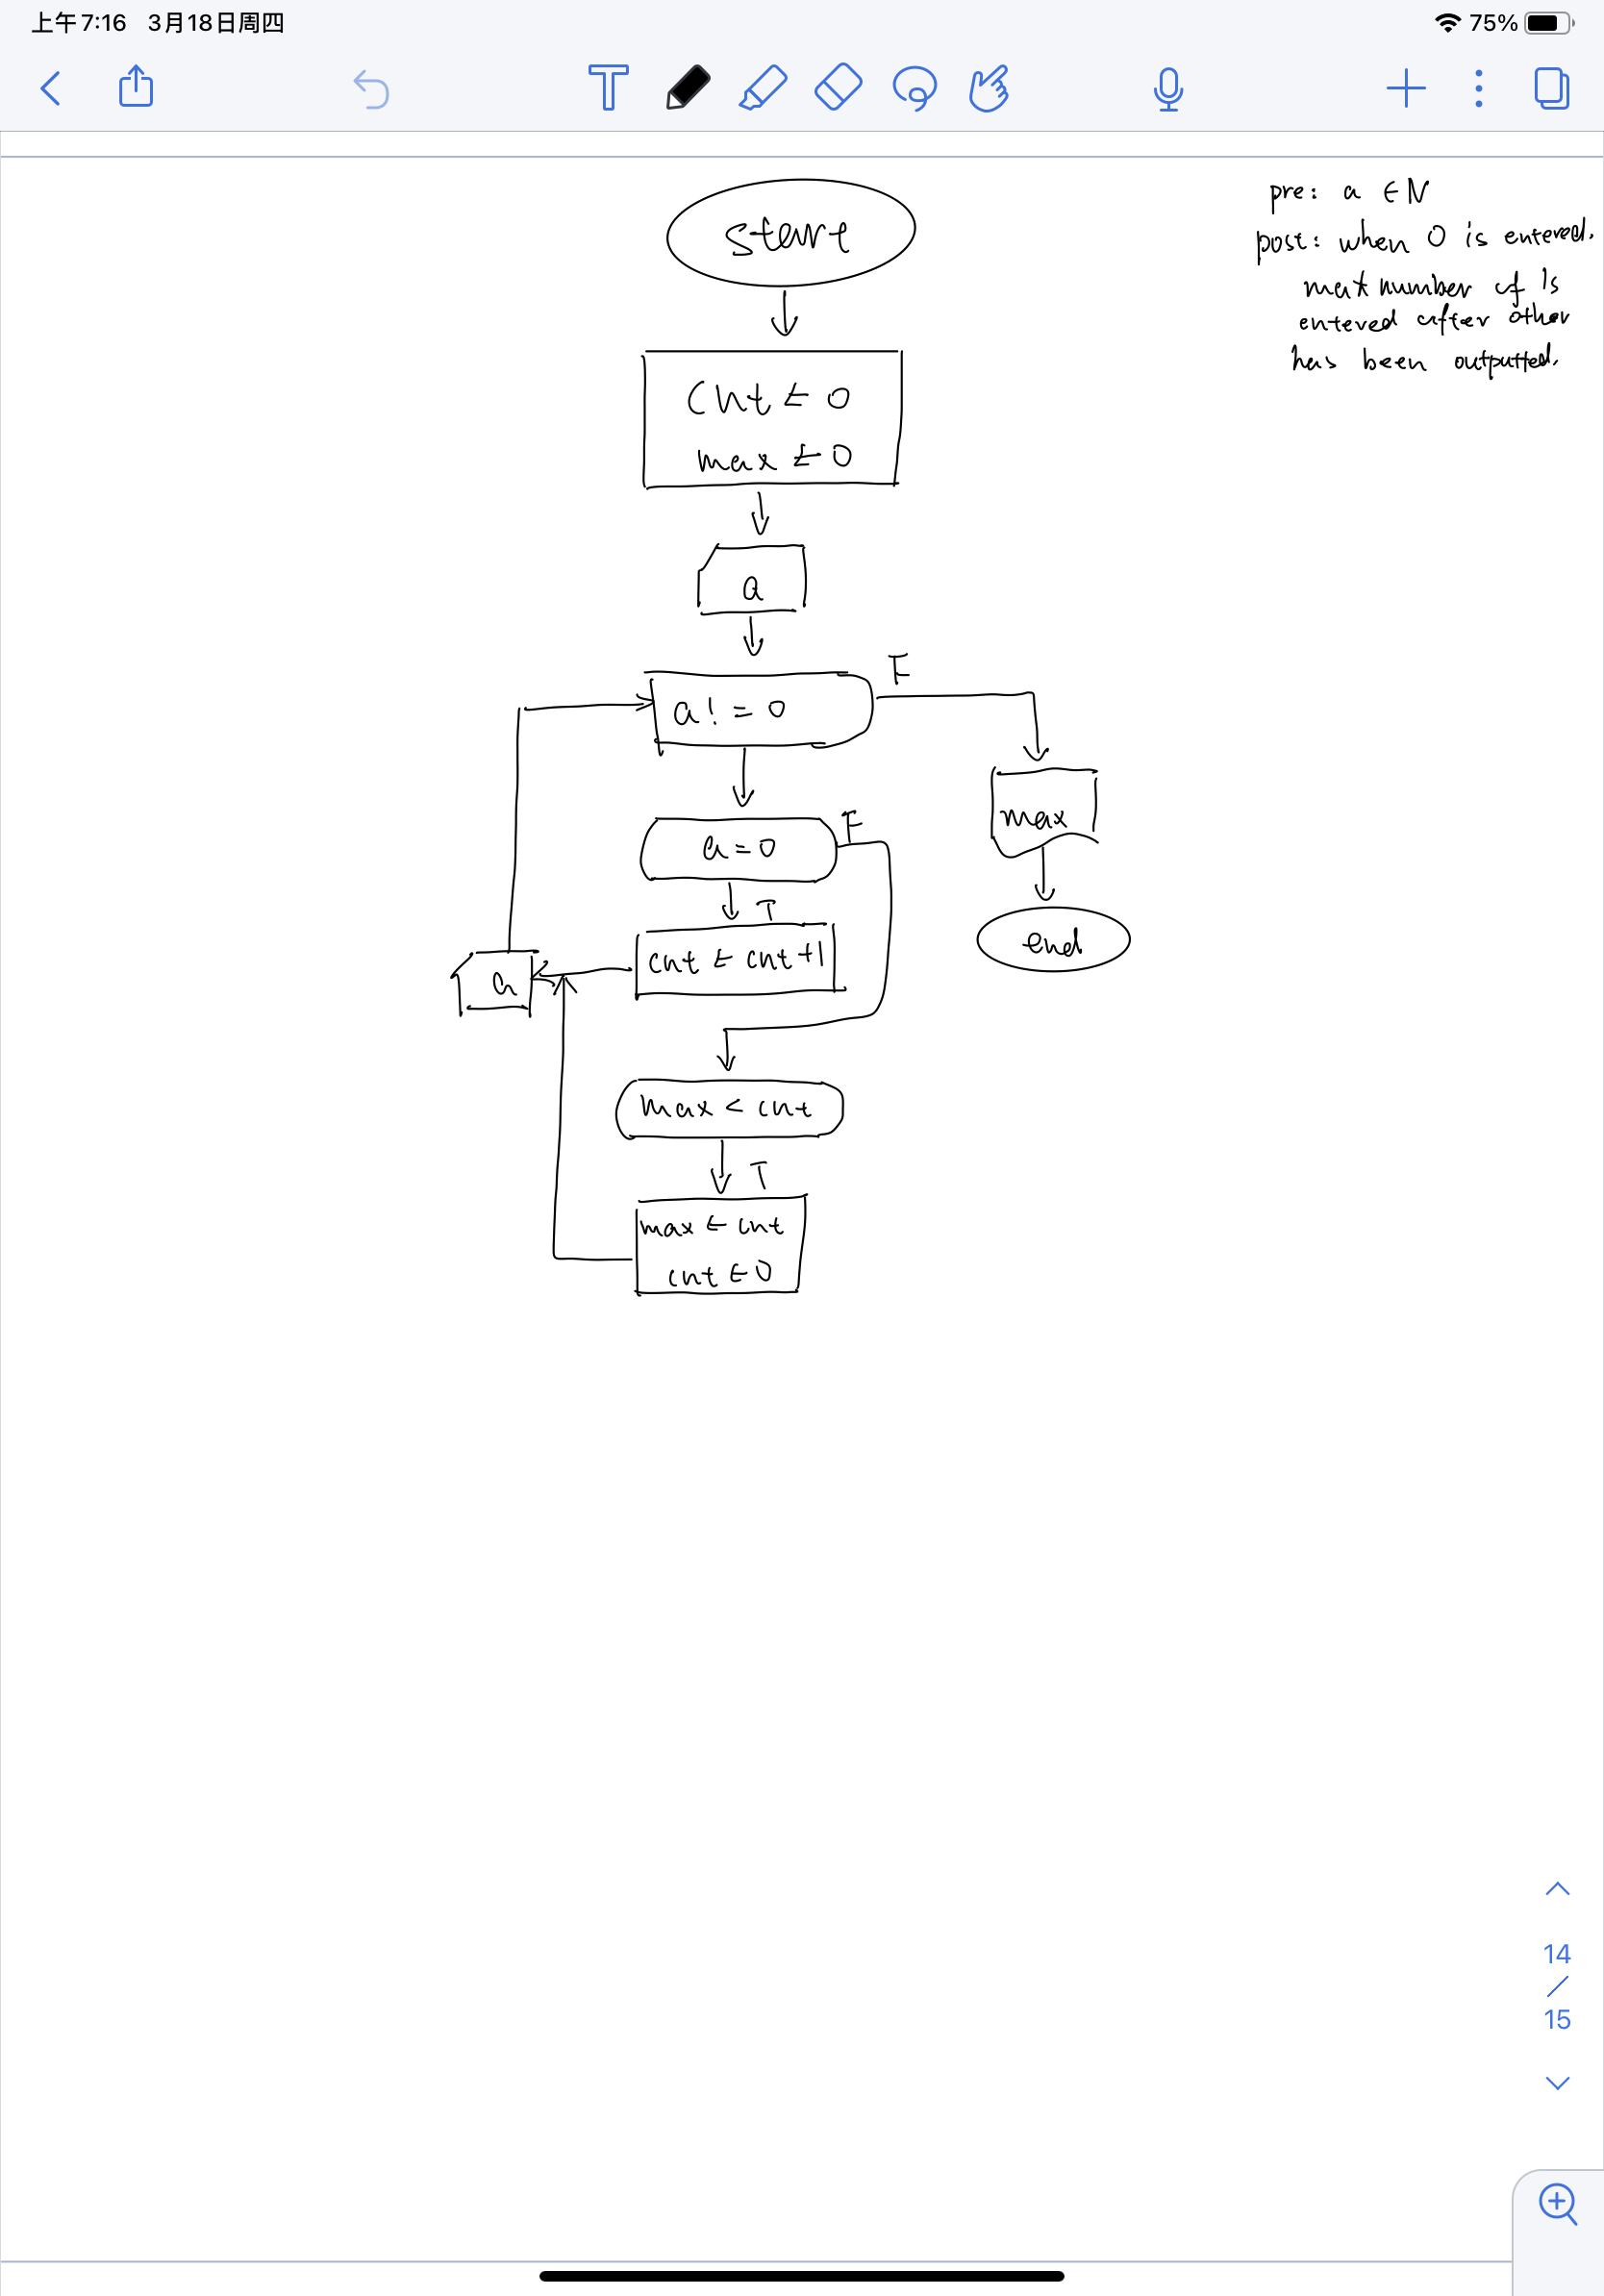 上午7:16 3月18日周四
75%
T
pre: a ∈ N
post: when 0 is entered.
max number of 1s
entered after other
has been outputted.
start
cnt ← 0
max ← 0
a
a! = 0
F
a = 0
F
T
cnt ← cnt +1
a
max
end
max < cnt
T
max ← cnt
cnt ← 0
14
/
15